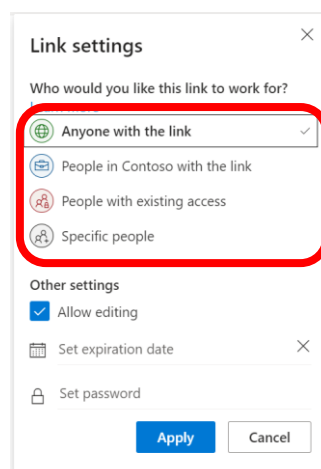 Link settings
Who would you like this link to work for?
Anyone with the link
People in Contoso with the link
People with existing access
Specific people
Other settings
Allow editing
Set expiration date
Set password
Apply
Cancel